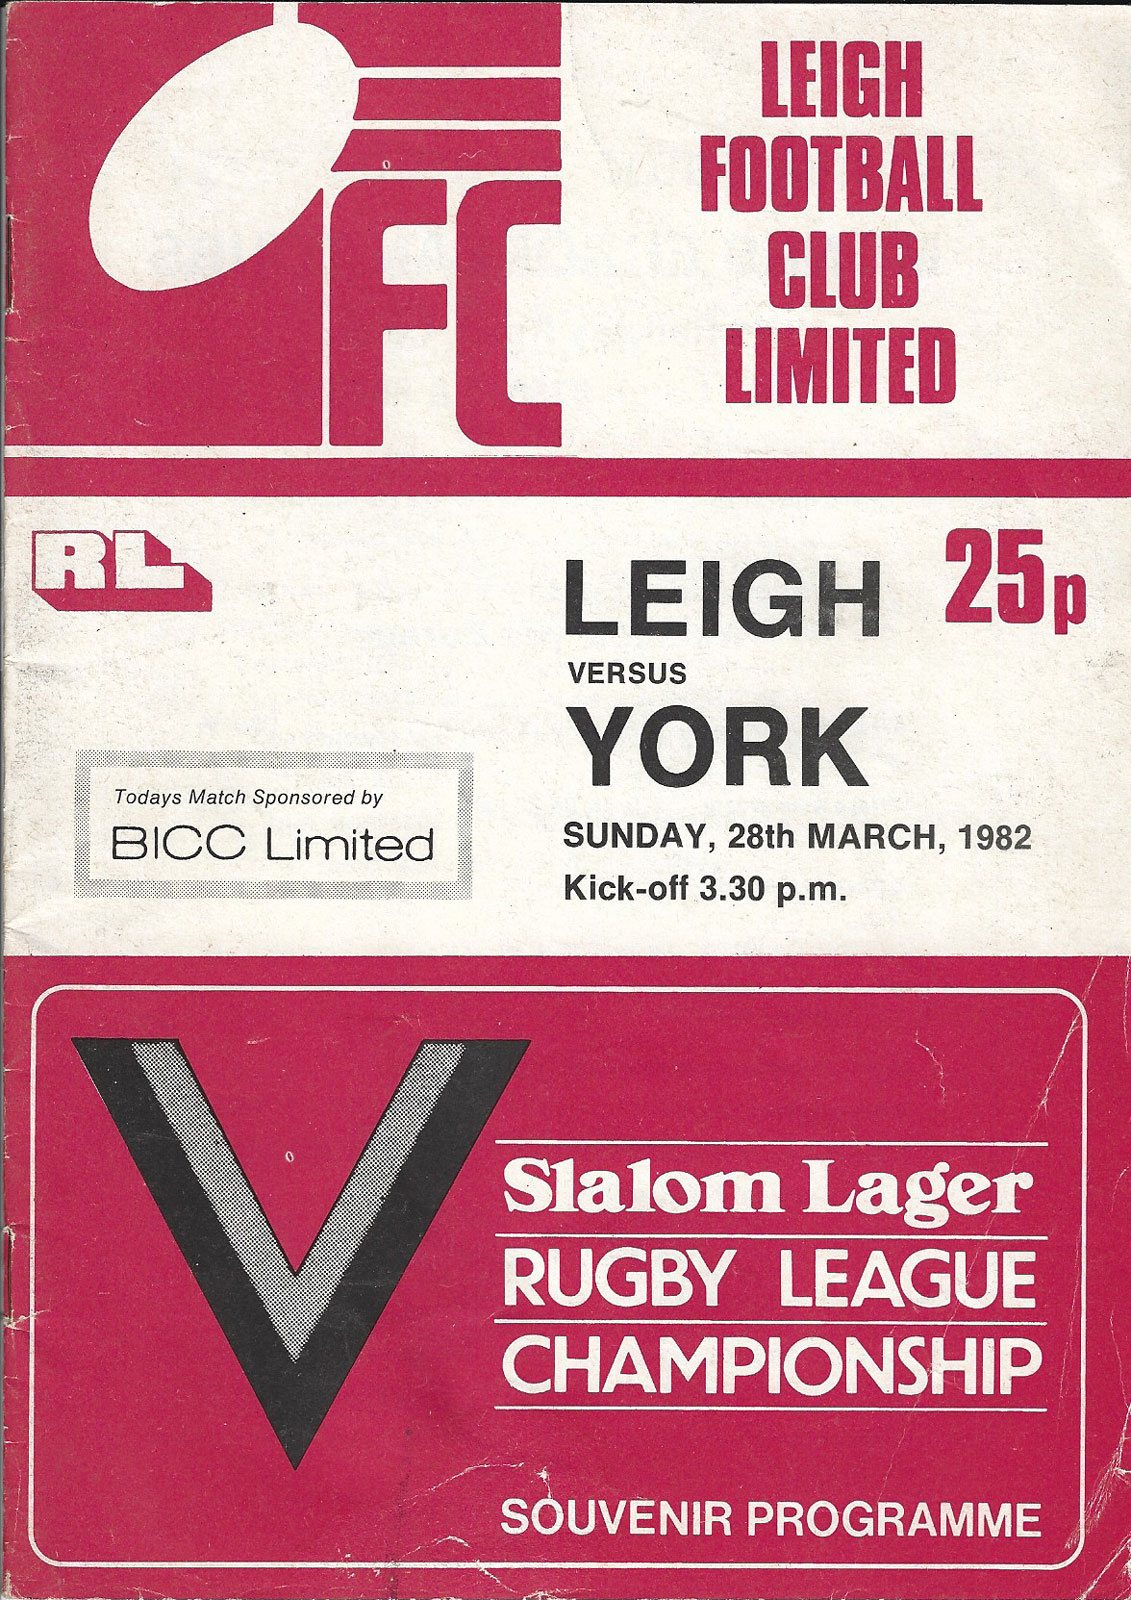 FC
LEIGH
FOOTBALL
CLUB
LIMITED
RL
25p
LEIGH
VERSUS
YORK
Todays Match Sponsored by
BICC Limited
SUNDAY, 28th MARCH, 1982
Kick-off 3.30 p.m.
Slalom Lager
RUGBY LEAGUE
CHAMPIONSHIP
SOUVENIR PROGRAMME